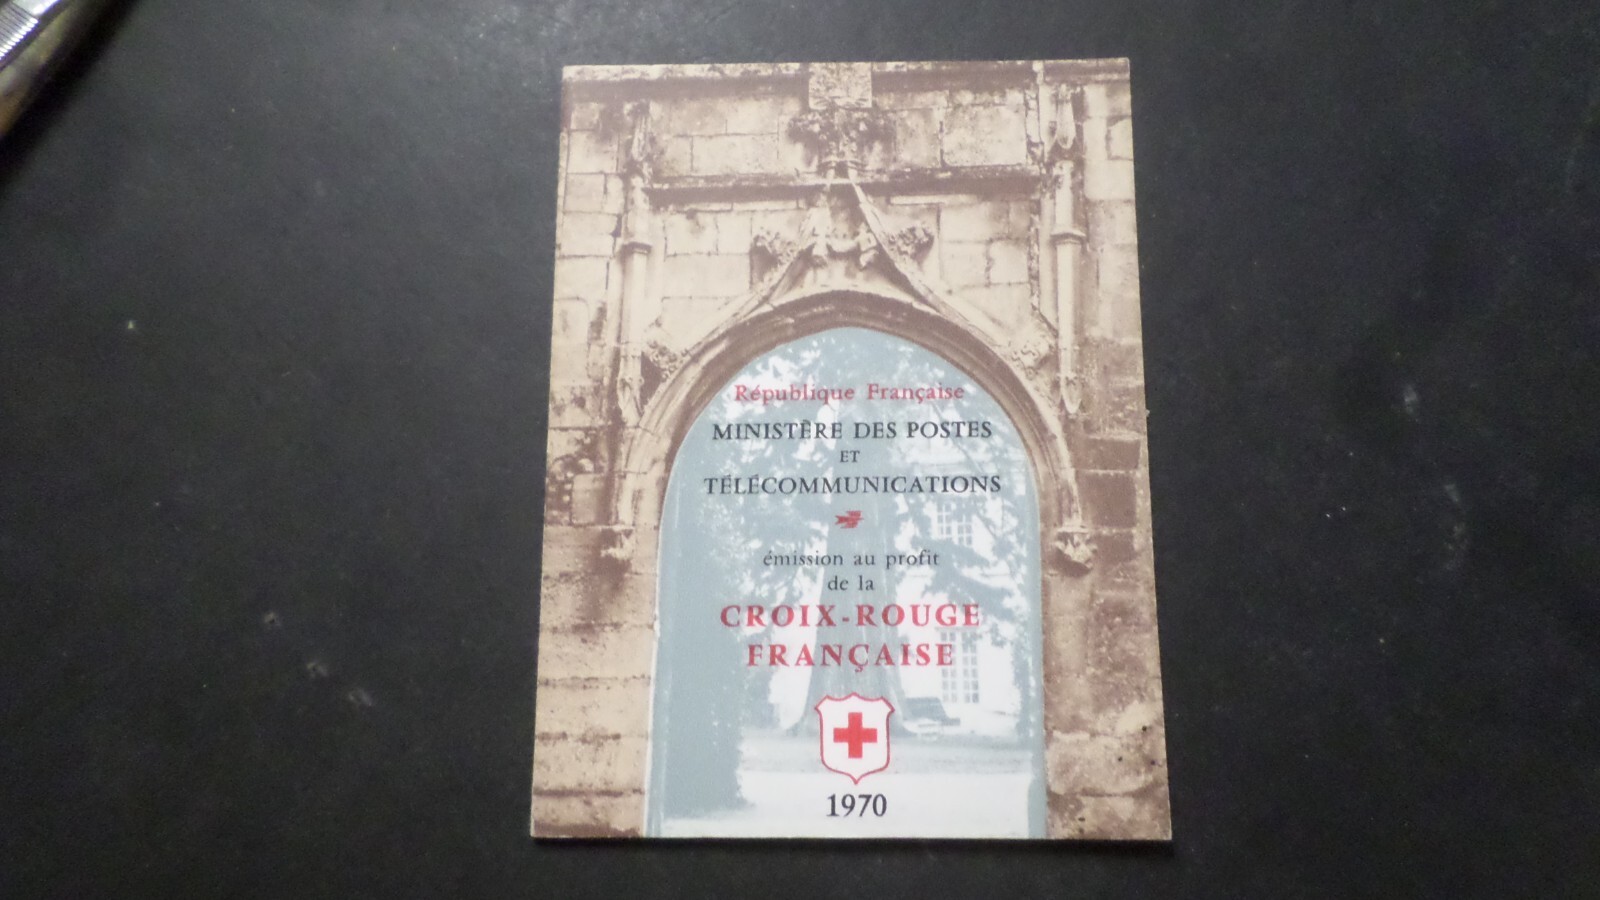 République Française
MINISTÈRE DES POSTES
ET
TÉLÉCOMMUNICATIONS
émission au profit
de la
CROIX-ROUGE
FRANÇAISE
1970